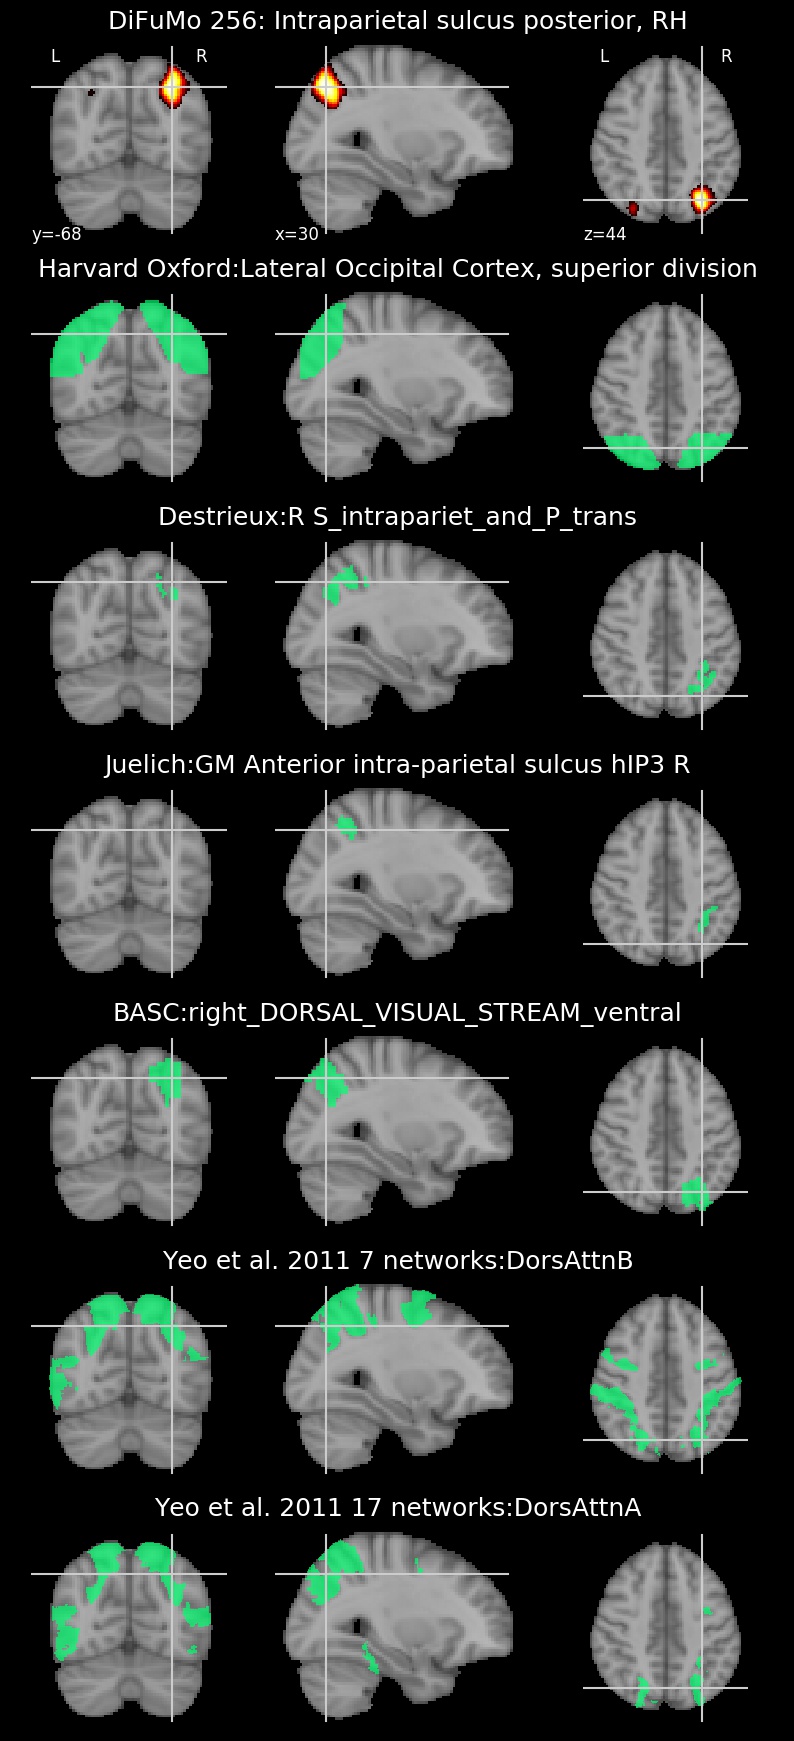 DiFuMo 256: Intraparietal sulcus posterior, RH
L R L R
y=-68 x=30 z=44
Harvard Oxford:Lateral Occipital Cortex, superior division
Destrieux:R S_intrapariet_and_P_trans
Juelich:GM Anterior intra-parietal sulcus hIP3 R
BASC:right_DORSAL_VISUAL_STREAM_ventral
Yeo et al. 2011 7 networks:DorsAttnB
Yeo et al. 2011 17 networks:DorsAttnA